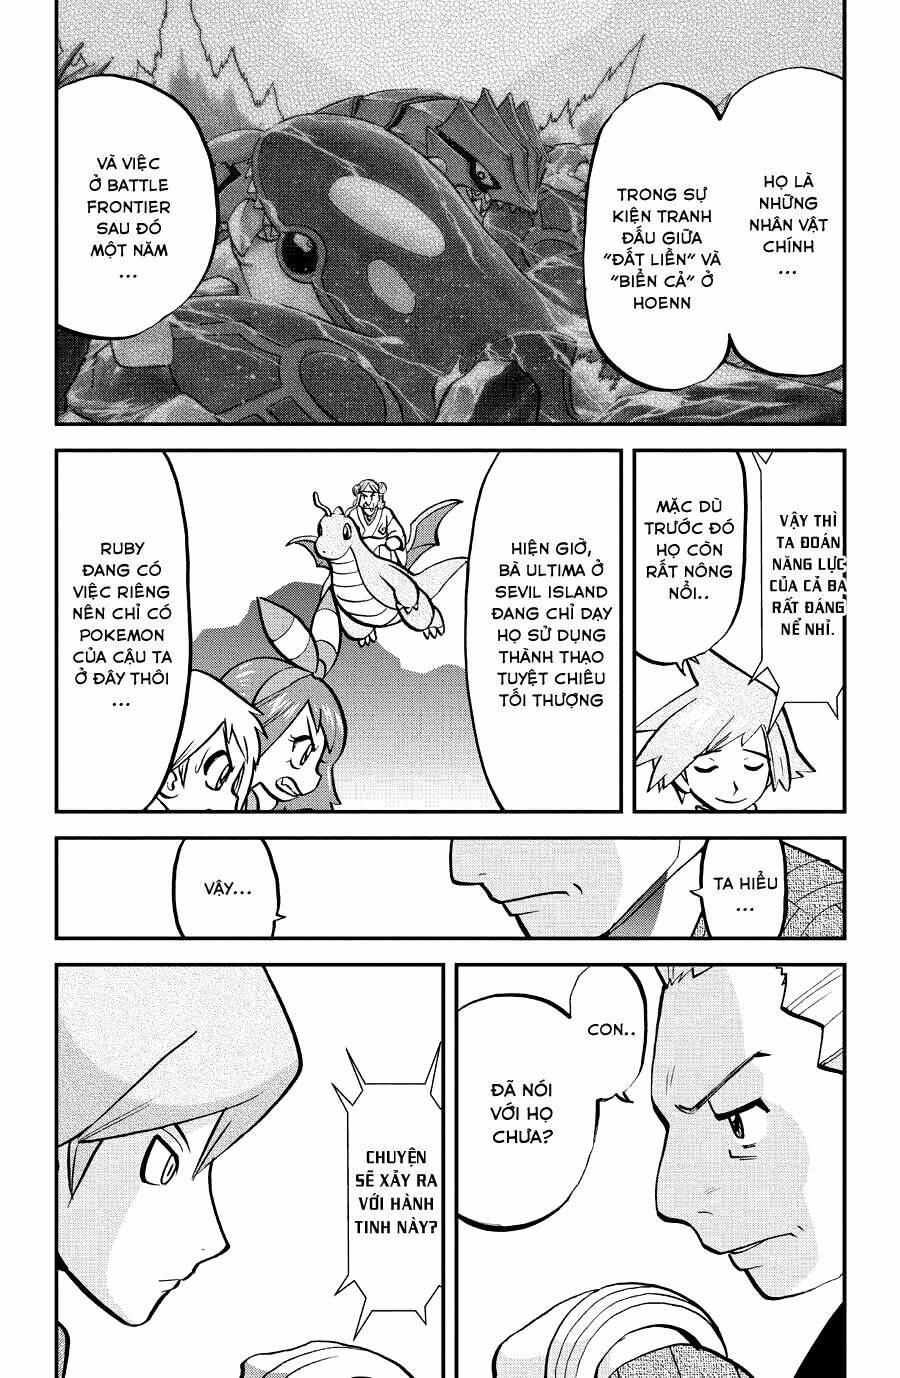 HỌ LÀ
NHỮNG
NHÂN VẬT
CHÍNH
...
TRONG SỰ
KIỆN TRANH
ĐẤU GIỮA
"ĐẤT LIỀN" VÀ
"BIỂN CẢ" Ở
HOENN
VÀ VIỆC
Ở BATTLE
FRONTIER
SAU ĐÓ
MỘT NĂM
...
VẬY THÌ
TA ĐOÁN
NĂNG LỰC
CỦA CẢ BA
RẤT ĐÁNG
NỂ NHỈ.
MẶC DÙ
TRƯỚC ĐÓ
HỌ CÒN
RẤT NÔNG
NỔI..
HIỆN GIỜ,
BÀ ULTIMA Ở
SEVII ISLAND
ĐANG CHỈ DẠY
HỌ SỬ DỤNG
THÀNH THẠO
TUYỆT CHIÊU
TỐI THƯỢNG
RUBY
ĐANG CÓ
VIỆC RIÊNG
NÊN CHỈ CÓ
POKEMON
CỦA CẬU TA
Ở ĐÂY THÔI
...
TA HIỂU
...
VẬY...
CON..
ĐÃ NÓI
VỚI HỌ
CHƯA?
CHUYỆN
SẼ XẢY RA
VỚI HÀNH
TINH NÀY?